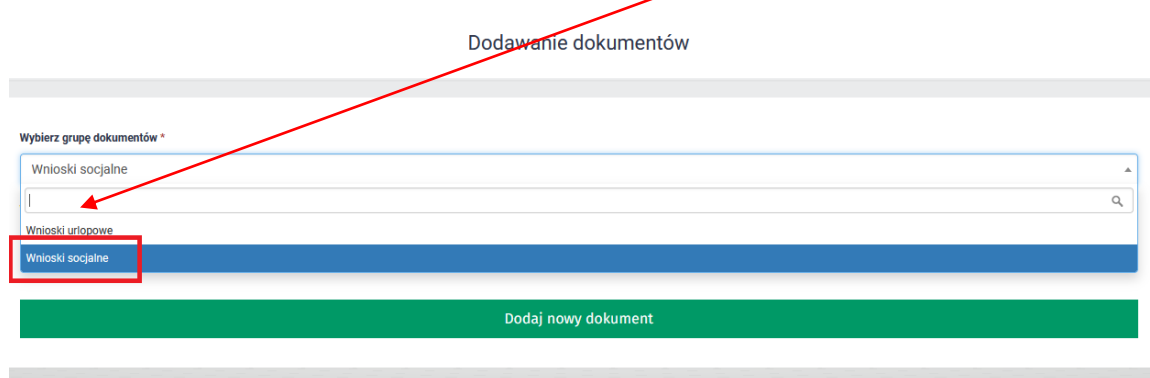 Dodawanie dokumentów
Wybierz grupę dokumentów *
Wnioski socjalne
Wnioski urlopowe
Wnioski socjalne
Dodaj nowy dokument